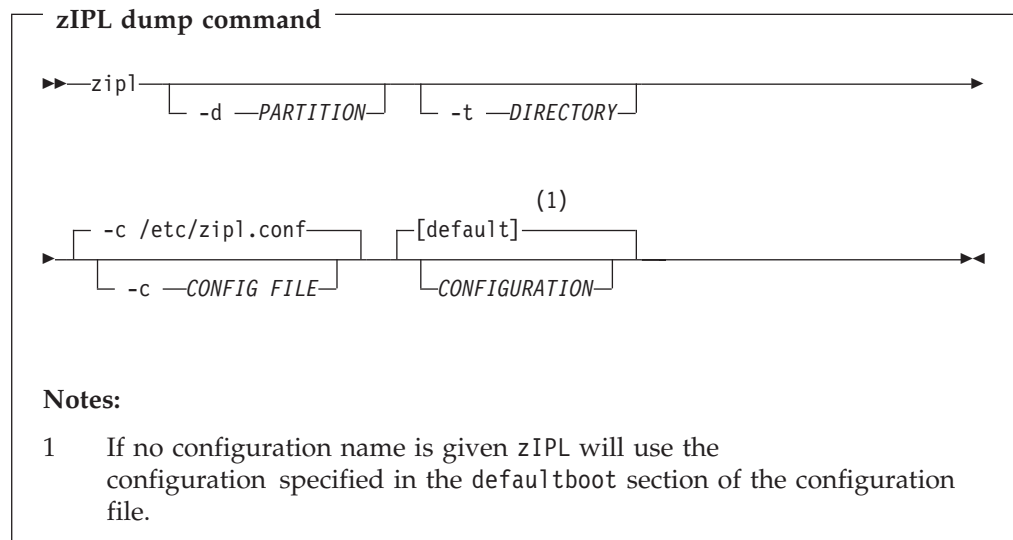 zIPL dump command
zipl
-d PARTITION
-t DIRECTORY
(1)
-c /etc/zipl.conf
[default]
-c CONFIG FILE
CONFIGURATION
Notes:
1 If no configuration name is given zIPL will use the
configuration specified in the defaultboot section of the configuration
file.